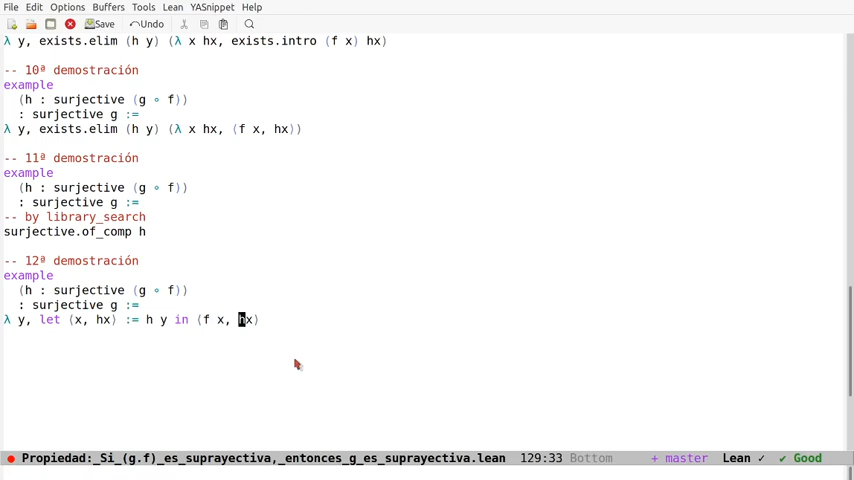 File Edit Options Buffers Tools Lean YASnippet Help
Save Undo
λ y, exists.elim (h y) (λ x hx, exists.intro (f x) hx)
-- 10ª demostración
example
(h : surjective (g ∘ f))
: surjective g :=
λ y, exists.elim (h y) (λ x hx, ⟨f x, hx⟩)
-- 11ª demostración
example
(h : surjective (g ∘ f))
: surjective g :=
-- by library_search
surjective.of_comp h
-- 12ª demostración
example
(h : surjective (g ∘ f))
: surjective g :=
λ y, let ⟨x, hx⟩ := h y in ⟨f x, hx⟩
Propiedad:_Si_(g.f)_es_suprayectiva,_entonces_g_es_suprayectiva.lean 129:33 Bottom + master Lean ✓ ✔ Good